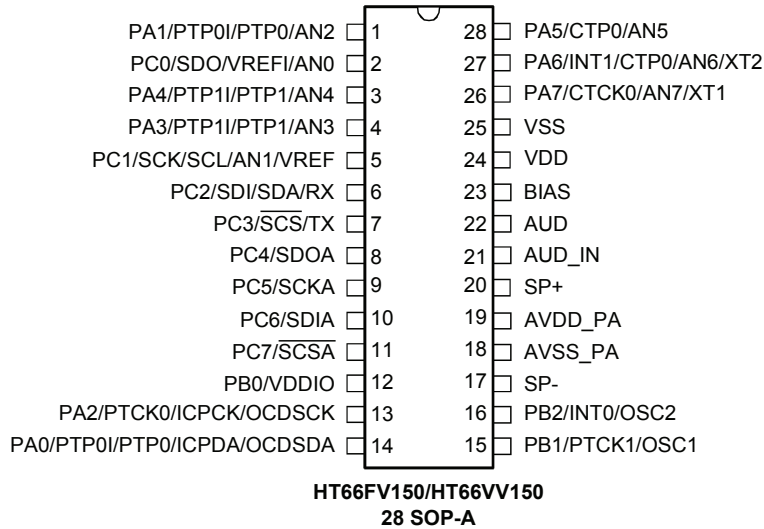 PA1/PTP0I/PTP0/AN2 1 28 PA5/CTP0/AN5
PC0/SDO/VREFI/AN0 2 27 PA6/INT1/CTP0/AN6/XT2
PA4/PTP1I/PTP1/AN4 3 26 PA7/CTCK0/AN7/XT1
PA3/PTP1I/PTP1/AN3 4 25 VSS
PC1/SCK/SCL/AN1/VREF 5 24 VDD
PC2/SDI/SDA/RX 6 23 BIAS
PC3/SCS/TX 7 22 AUD
PC4/SDOA 8 21 AUD_IN
PC5/SCKA 9 20 SP+
PC6/SDIA 10 19 AVDD_PA
PC7/SCSA 11 18 AVSS_PA
PB0/VDDIO 12 17 SP-
PA2/PTCK0/ICPCK/OCDSCK 13 16 PB2/INT0/OSC2
PA0/PTP0I/PTP0/ICPDA/OCDSDA 14 15 PB1/PTCK1/OSC1
HT66FV150/HT66VV150
28 SOP-A